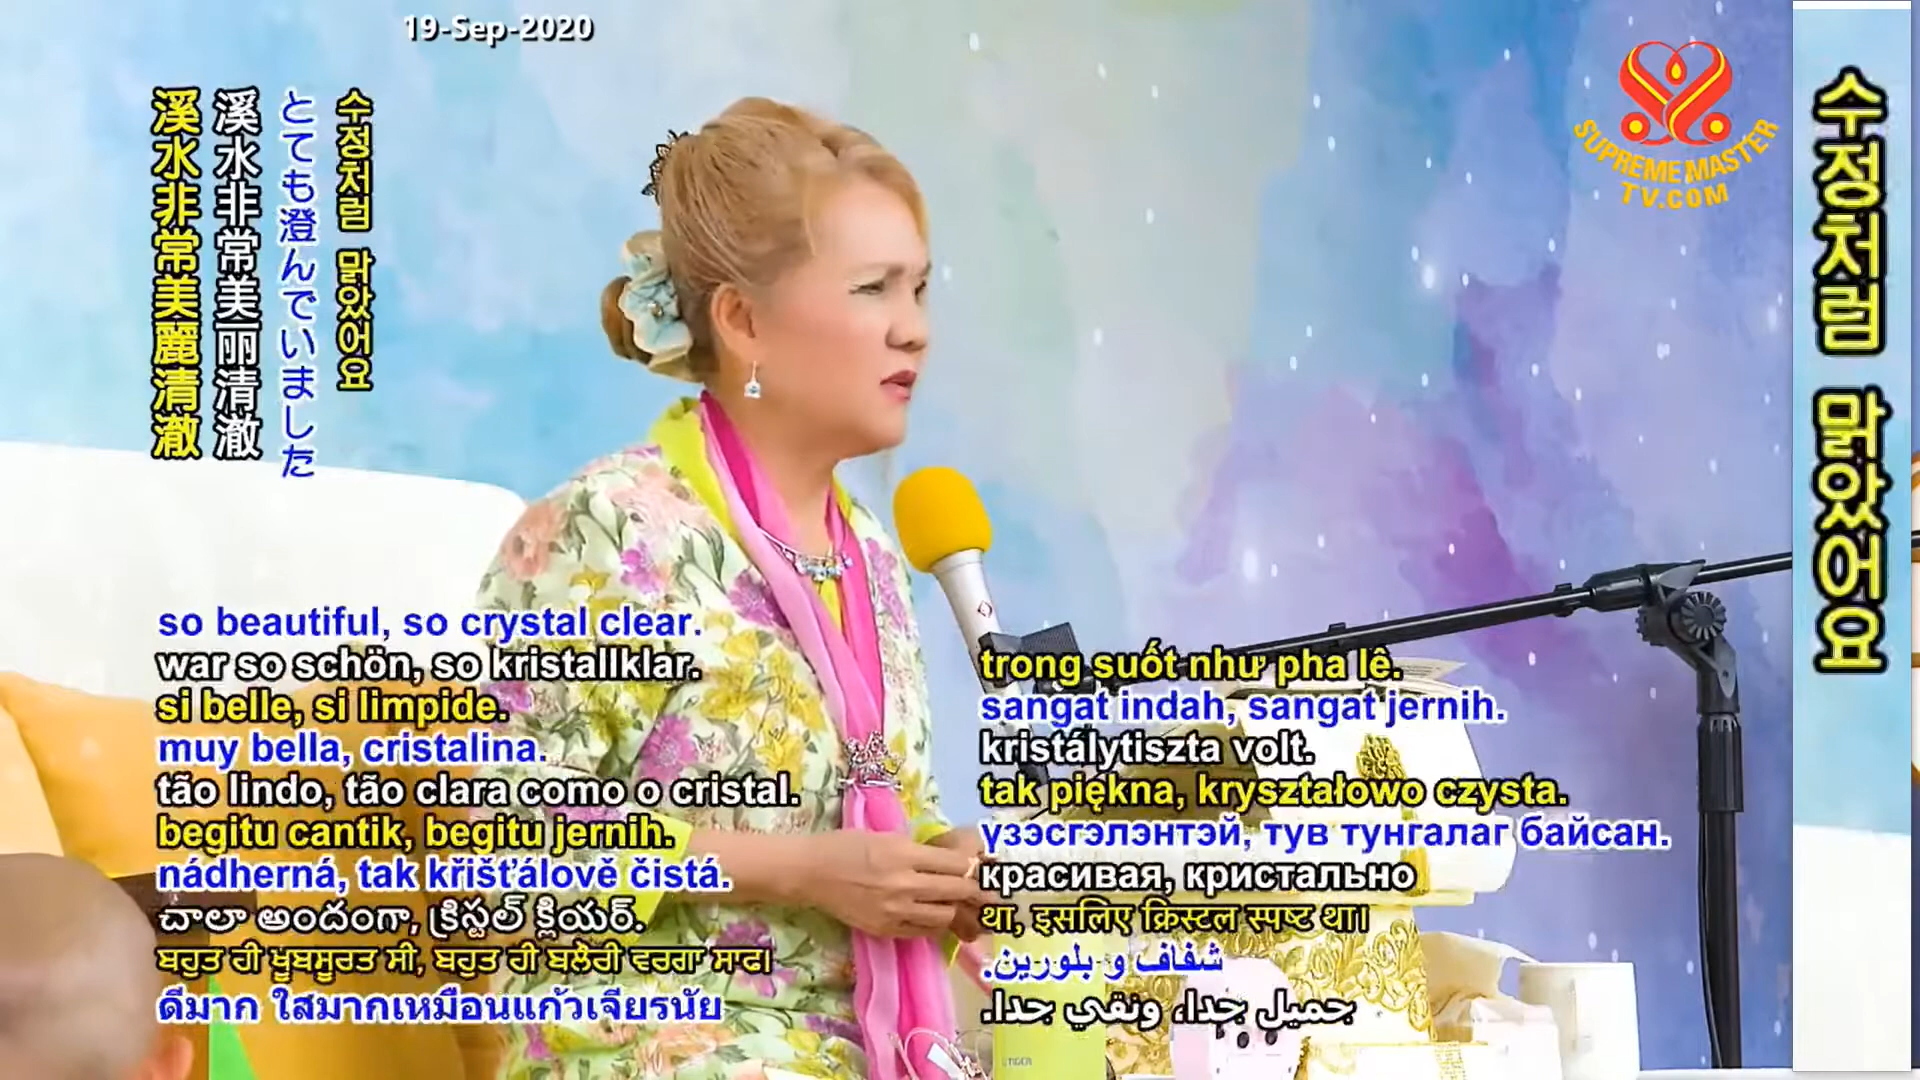 19-Sep-2020
SUPREME MASTER
TV.COM
溪水非常美麗清澈
溪水非常美丽清澈
とても澄んでいました
수정처럼 맑았어요
수정처럼 맑았어요
so beautiful, so crystal clear.
war so schön, so kristallklar.
si belle, si limpide.
muy bella, cristalina.
tão lindo, tão clara como o cristal.
begitu cantik, begitu jernih.
nádherná, tak křišťálově čistá.
చాలా అందంగా, క్రిస్టల్ క్లియర్.
ਬਹੁਤ ਹੀ ਖੂਬਸੂਰਤ ਸੀ, ਬਹੁਤ ਹੀ ਬਲੌਰੀ ਵਰਗਾ ਸਾਫ।
ดีมาก ใสมากเหมือนแก้วเจียรนัย
trong suốt như pha lê.
sangat indah, sangat jernih.
kristálytiszta volt.
tak piękna, kryształowo czysta.
үзэсгэлэнтэй, тув тунгалаг байсан.
красивая, кристально
था, इसलिए क्रिस्टल स्पष्ट था।
شفاف و بلورین.
جميل جدا، ونقي جدا.
TIGER